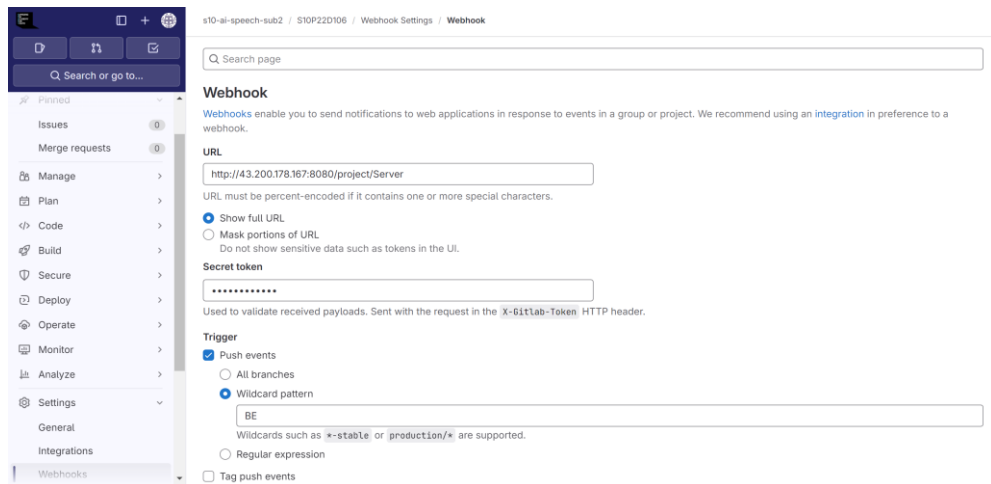 Search or go to...
Pinned
Issues 0
Merge requests 0
Manage
Plan
Code
Build
Secure
Deploy
Operate
Monitor
Analyze
Settings
General
Integrations
Webhooks
s10-ai-speech-sub2 / S10P22D106 / Webhook Settings / Webhook
Search page
Webhook
Webhooks enable you to send notifications to web applications in response to events in a group or project. We recommend using an integration in preference to a
webhook.
URL
http://43.200.178.167:8080/project/Server
URL must be percent-encoded if it contains one or more special characters.
Show full URL
Mask portions of URL
Do not show sensitive data such as tokens in the UI.
Secret token
••••••••••••
Used to validate received payloads. Sent with the request in the X-Gitlab-Token HTTP header.
Trigger
Push events
All branches
Wildcard pattern
BE
Wildcards such as *-stable or production/* are supported.
Regular expression
Tag push events